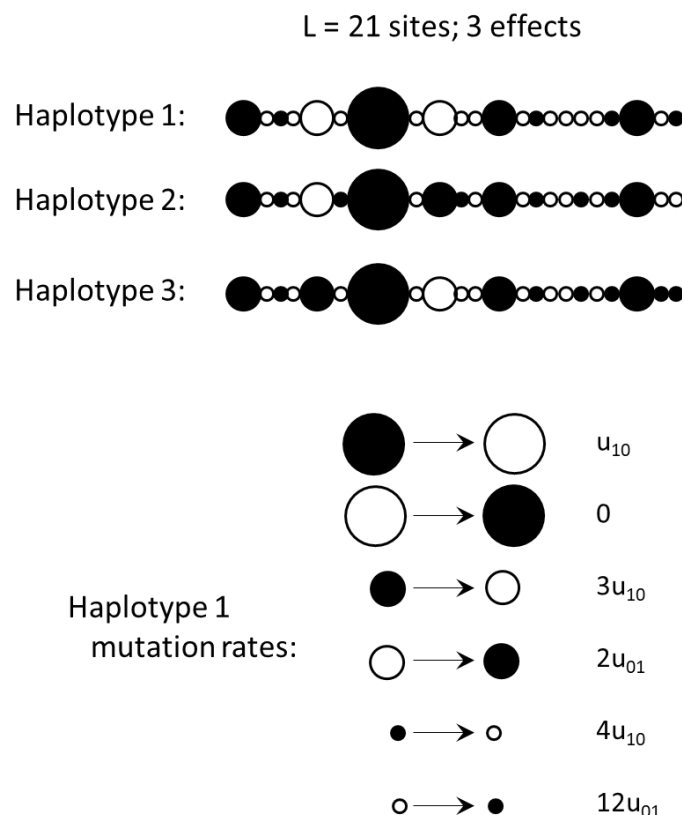 L = 21 sites; 3 effects
Haplotype 1:
Haplotype 2:
Haplotype 3:
u₁₀
0
3u₁₀
Haplotype 1
mutation rates:
2u₀₁
4u₁₀
12u₀₁